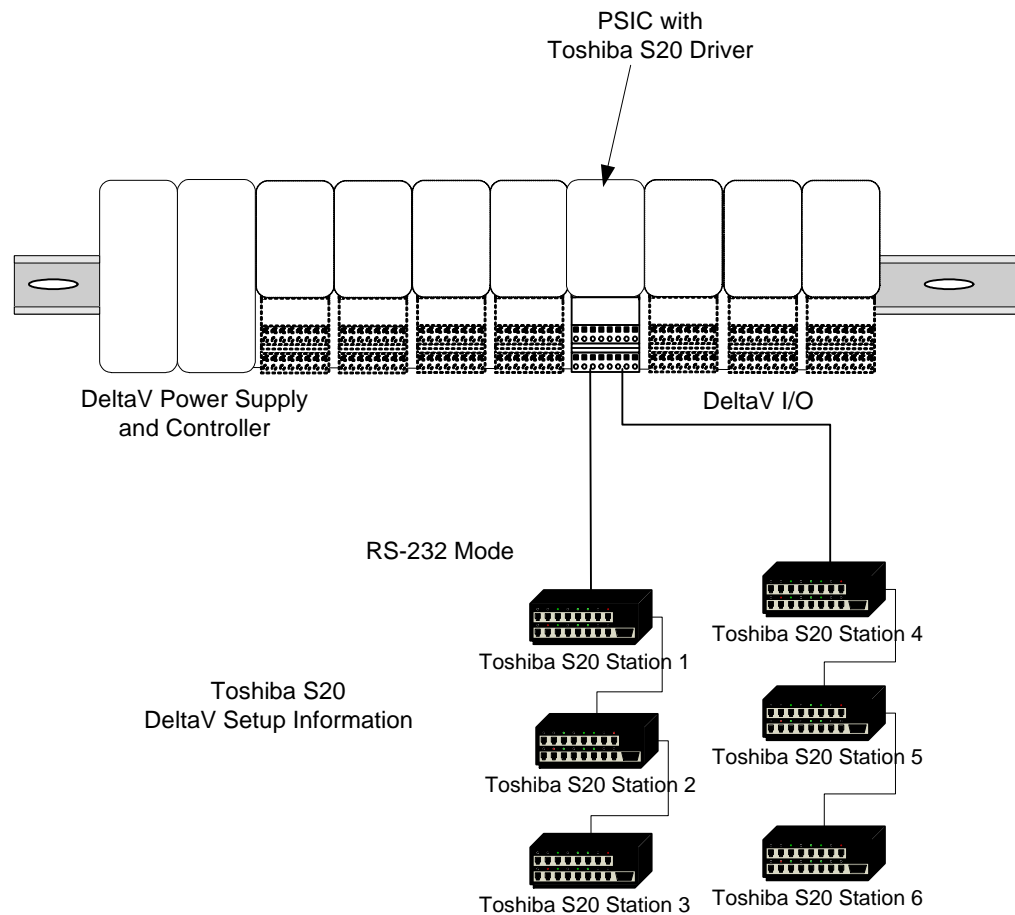 PSIC with
Toshiba S20 Driver
DeltaV Power Supply
and Controller
DeltaV I/O
RS-232 Mode
Toshiba S20 Station 1
Toshiba S20 Station 4
Toshiba S20
DeltaV Setup Information
Toshiba S20 Station 2
Toshiba S20 Station 5
Toshiba S20 Station 3
Toshiba S20 Station 6